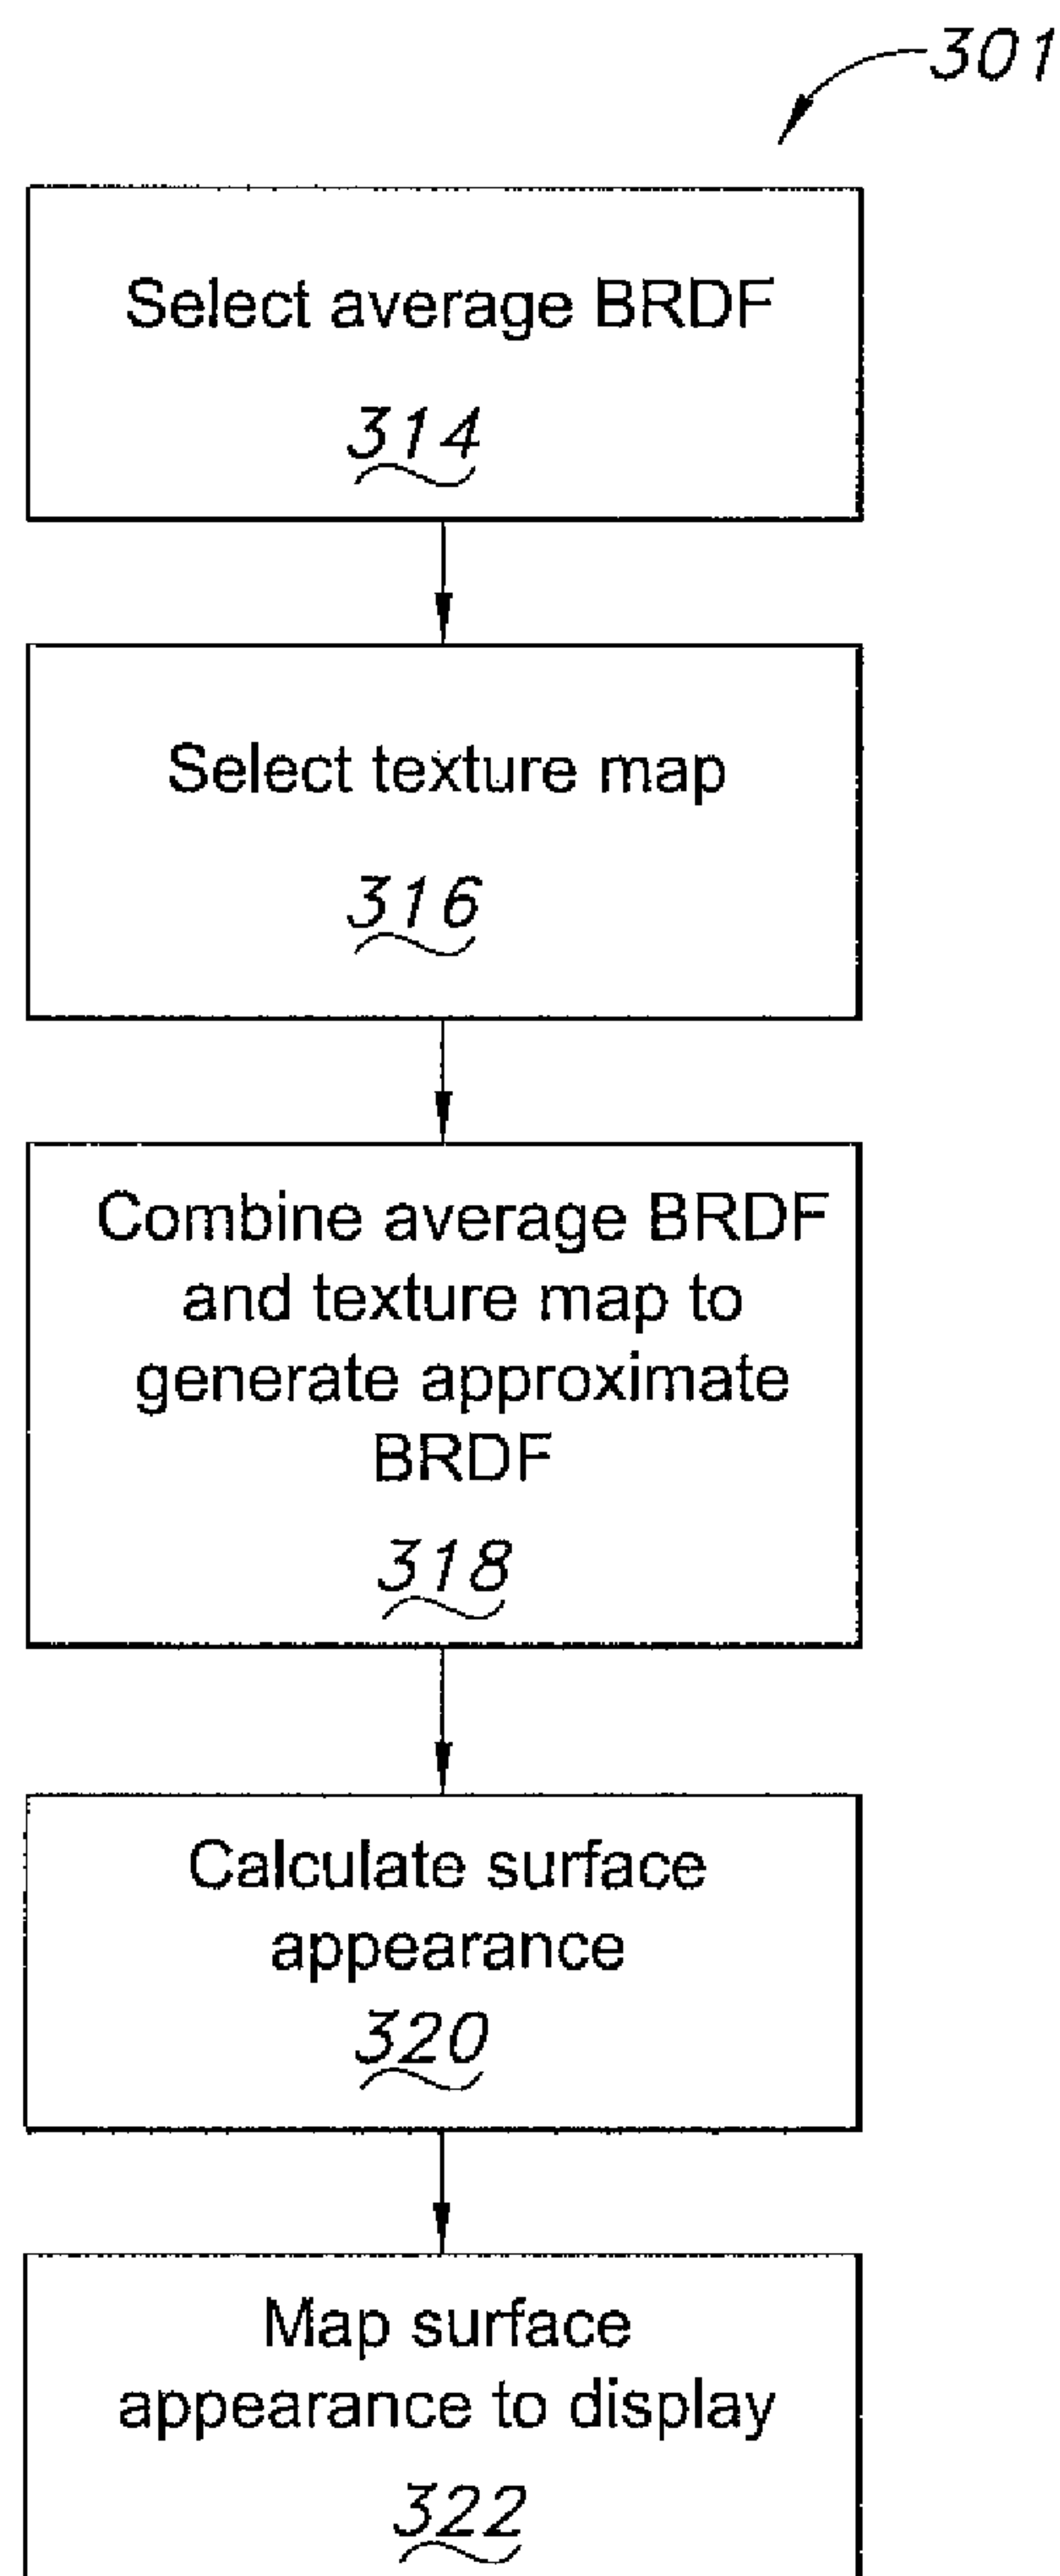 301
Select average BRDF
314
Select texture map
316
Combine average BRDF
and texture map to
generate approximate
BRDF
318
Calculate surface
appearance
320
Map surface
appearance to display
322